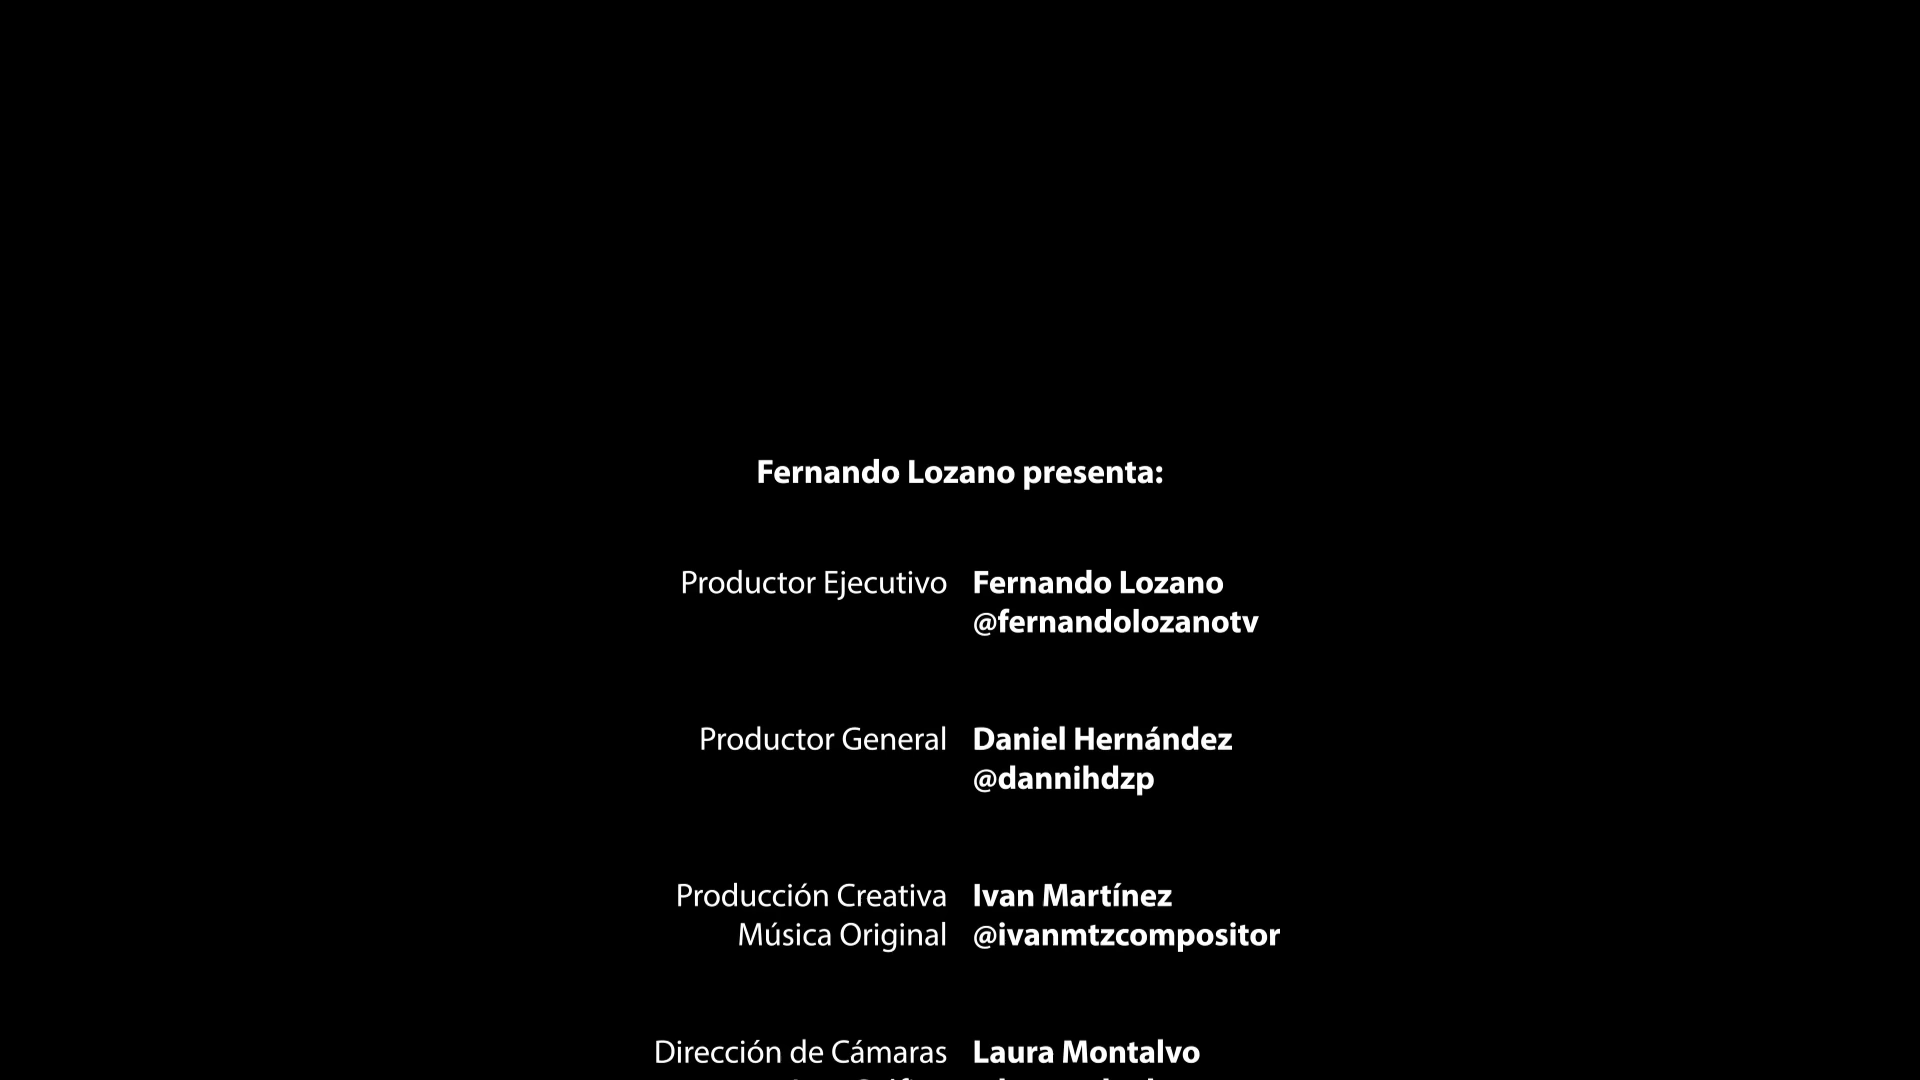 Fernando Lozano presenta:
Productor Ejecutivo Fernando Lozano
@fernandolozanotv
Productor General Daniel Hernández
@dannihdzp
Producción Creativa Ivan Martínez
Música Original @ivanmtzcompositor
Dirección de Cámaras Laura Montalvo